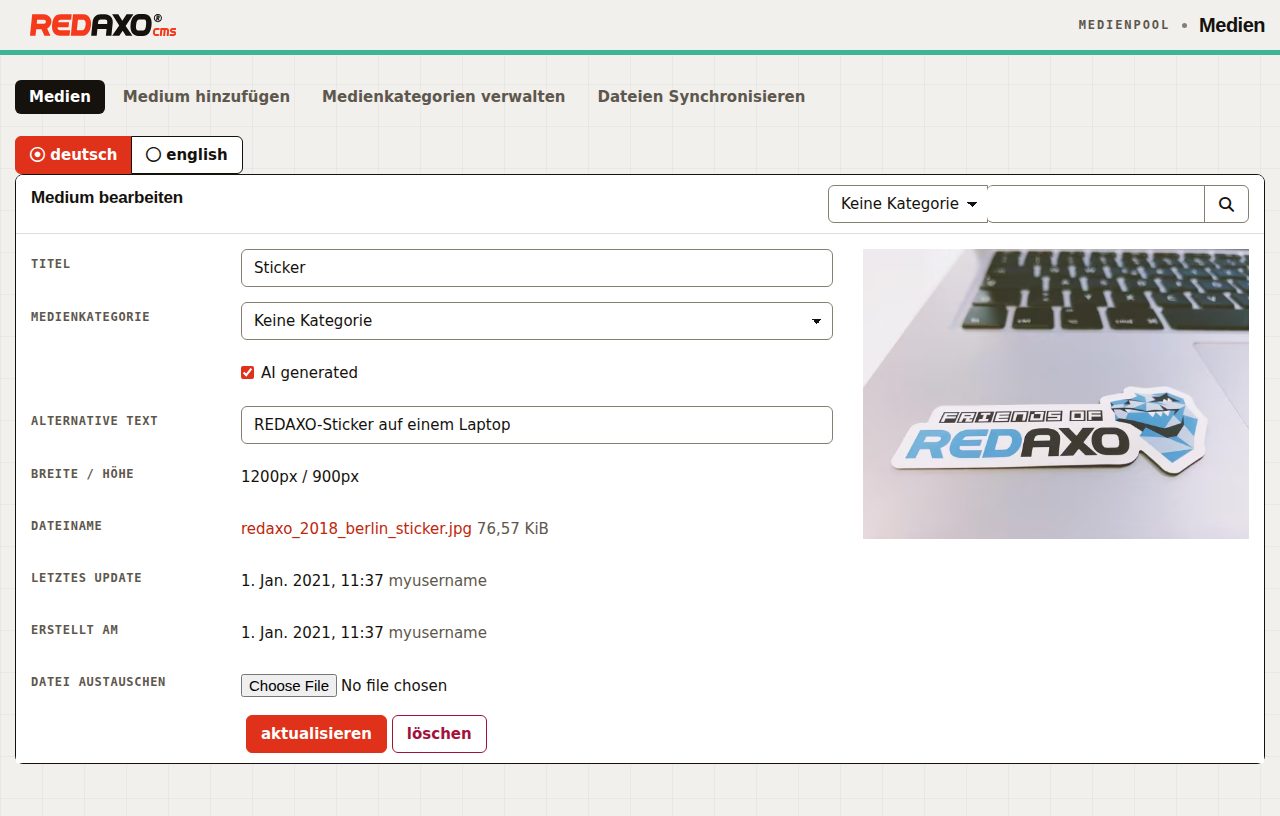 REDAXO® cms
MEDIENPOOL • Medien
Medien Medium hinzufügen Medienkategorien verwalten Dateien Synchronisieren
deutsch english
Medium bearbeiten Keine Kategorie
TITEL Sticker
MEDIENKATEGORIE Keine Kategorie
AI generated
ALTERNATIVE TEXT REDAXO-Sticker auf einem Laptop
BREITE / HÖHE 1200px / 900px
DATEINAME redaxo_2018_berlin_sticker.jpg 76,57 KiB
LETZTES UPDATE 1. Jan. 2021, 11:37 myusername
ERSTELLT AM 1. Jan. 2021, 11:37 myusername
DATEI AUSTAUSCHEN Choose File No file chosen
aktualisieren löschen
FRIENDS OF
REDAXO